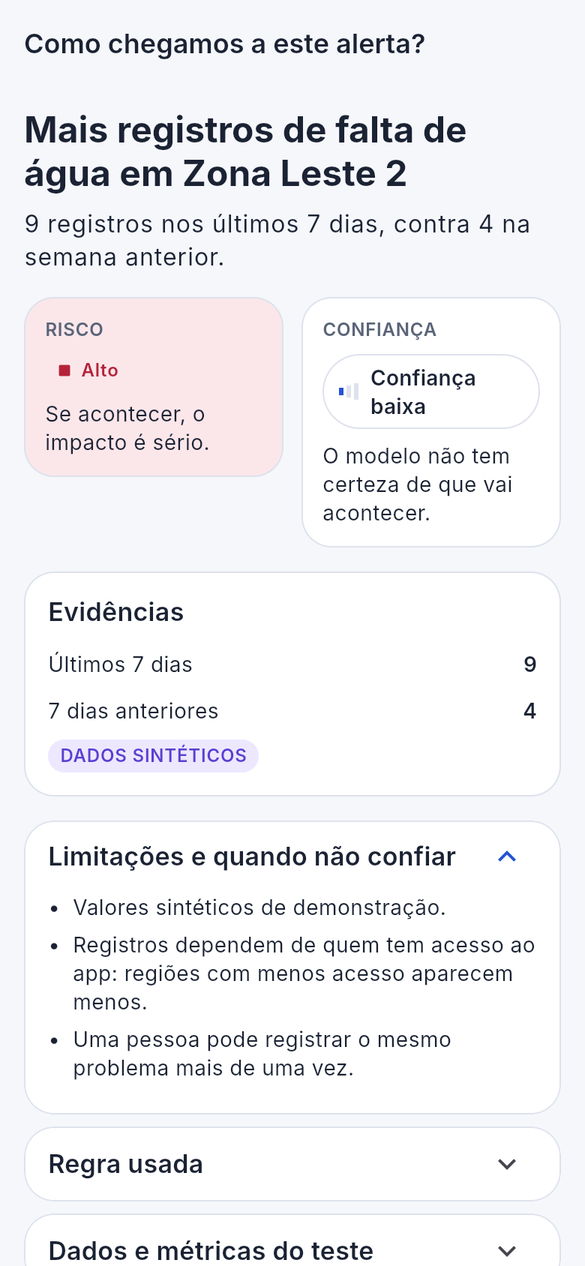 Como chegamos a este alerta?
Mais registros de falta de
água em Zona Leste 2
9 registros nos últimos 7 dias, contra 4 na
semana anterior.
RISCO
Alto
Se acontecer, o
impacto é sério.
CONFIANÇA
Confiança
baixa
O modelo não tem
certeza de que vai
acontecer.
Evidências
Últimos 7 dias 9
7 dias anteriores 4
DADOS SINTÉTICOS
Limitações e quando não confiar
• Valores sintéticos de demonstração.
• Registros dependem de quem tem acesso ao
app: regiões com menos acesso aparecem
menos.
• Uma pessoa pode registrar o mesmo
problema mais de uma vez.
Regra usada
Dados e métricas do teste